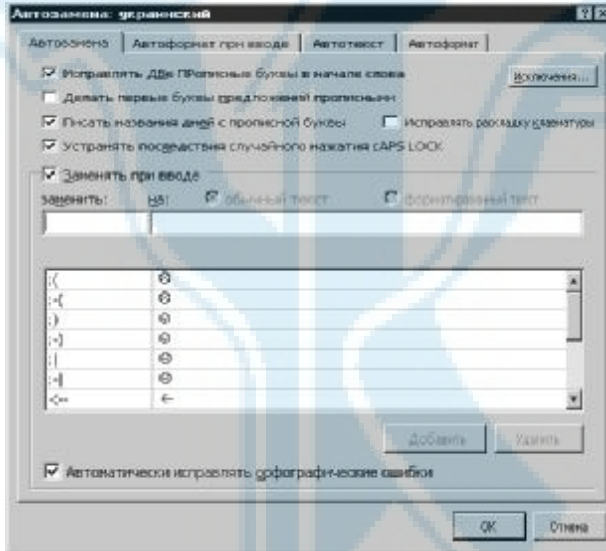 Автозамена: украинский
Автозамена Автоформат при вводе Автотекст Автоформат
Исправлять ДВе ПРописные буквы в начале слова
Исключения...
Делать первые буквы предложений прописными
Писать названия дней с прописной буквы
Исправлять раскладку клавиатуры
Устранять последствия случайного нажатия cAPS LOCK
Заменять при вводе
заменить: на: обычный текст форматированный текст
:( ☹
:-( ☹
:) ☺
:-) ☺
:| 😐
:-| 😐
<-- ←
Добавить Удалить
Автоматически исправлять орфографические ошибки
ОК Отмена